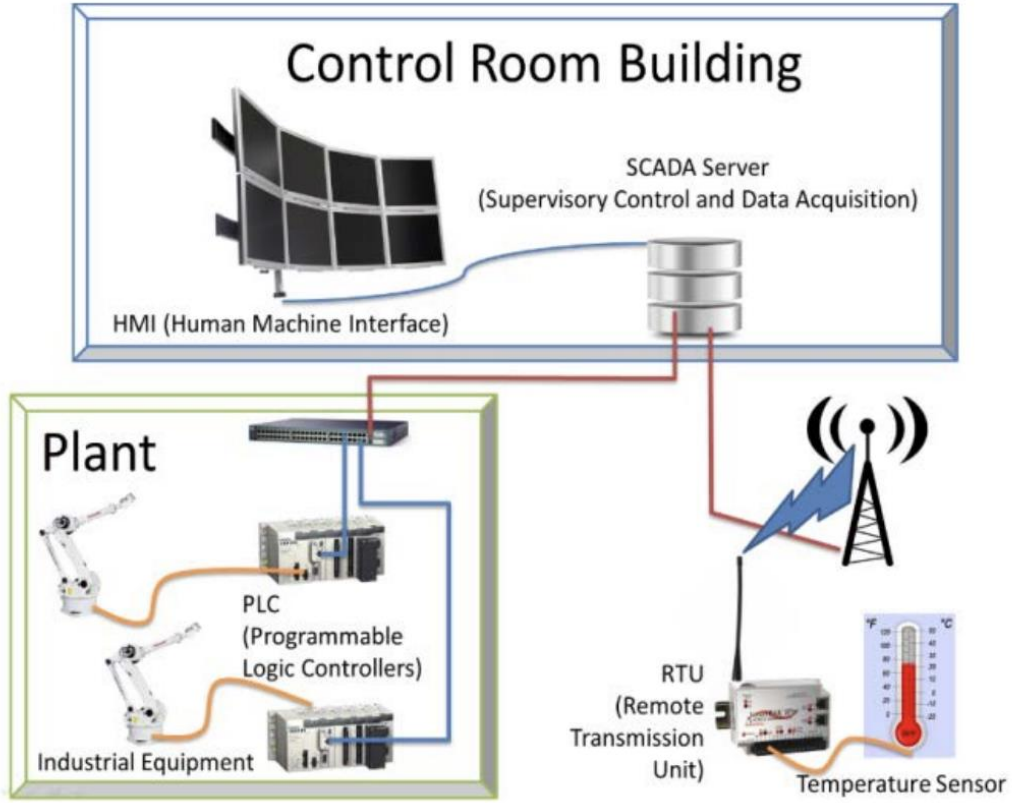 Control Room Building
SCADA Server
(Supervisory Control and Data Acquisition)
HMI (Human Machine Interface)
Plant
PLC
(Programmable
Logic Controllers)
Industrial Equipment
RTU
(Remote
Transmission
Unit)
°F
°C
Temperature Sensor